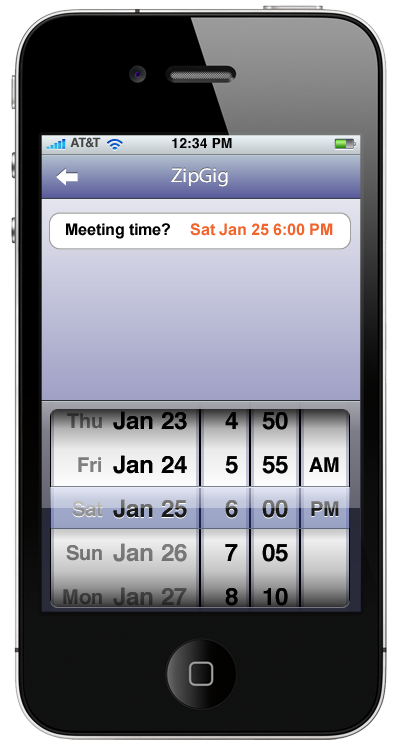 AT&T 12:34 PM
ZipGig
Meeting time? Sat Jan 25 6:00 PM
Thu Jan 23 4 50
Fri Jan 24 5 55 AM
Sat Jan 25 6 00 PM
Sun Jan 26 7 05
Mon Jan 27 8 10